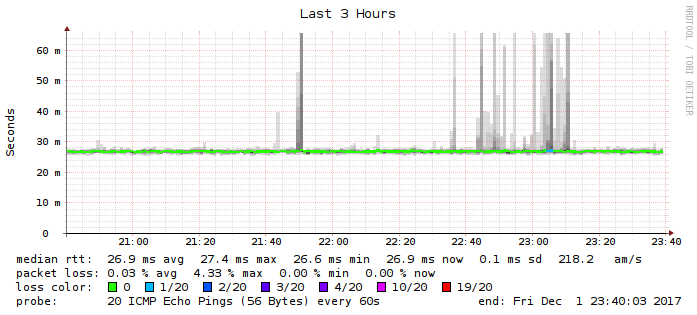 Last 3 Hours
RRDTOOL / TOBI OETIKER
Seconds
60 m
50 m
40 m
30 m
20 m
10 m
0
21:00 21:20 21:40 22:00 22:20 22:40 23:00 23:20 23:40
median rtt: 26.9 ms avg 27.4 ms max 26.6 ms min 26.9 ms now 0.1 ms sd 218.2 am/s
packet loss: 0.03 % avg 4.33 % max 0.00 % min 0.00 % now
loss color: 0 1/20 2/20 3/20 4/20 10/20 19/20
probe: 20 ICMP Echo Pings (56 Bytes) every 60s end: Fri Dec 1 23:40:03 2017